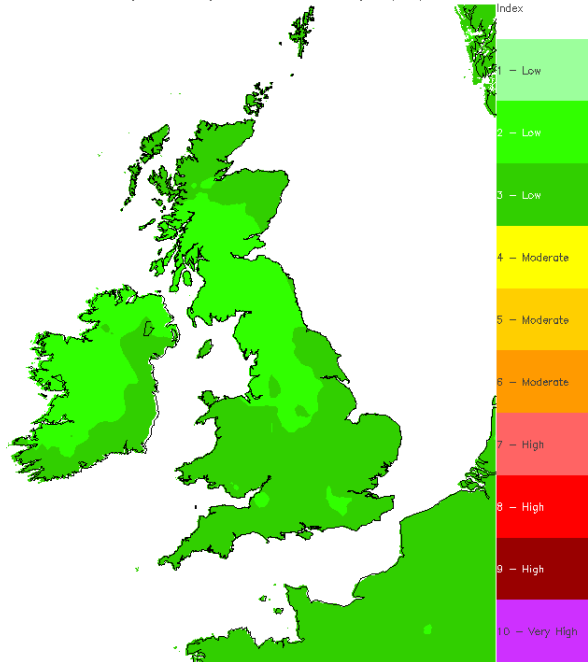 Index
1 - Low
2 - Low
3 - Low
4 - Moderate
5 - Moderate
6 - Moderate
7 - High
8 - High
9 - High
10 - Very High